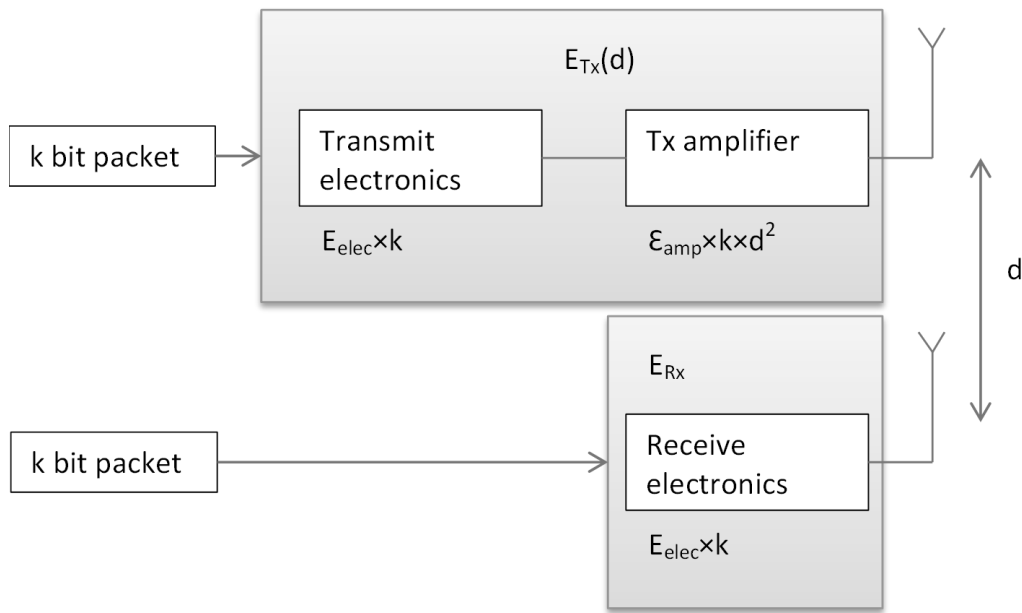 E_Tx(d)
k bit packet
Transmit
electronics
Tx amplifier
E_elec×k
Ɛ_amp×k×d²
d
E_Rx
k bit packet
Receive
electronics
E_elec×k